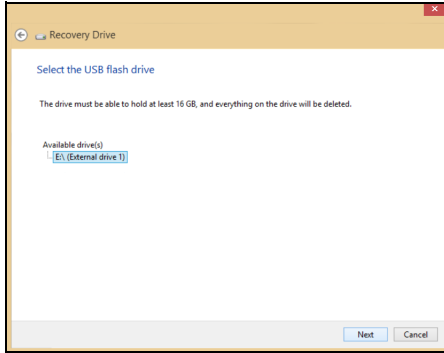 Recovery Drive
Select the USB flash drive
The drive must be able to hold at least 16 GB, and everything on the drive will be deleted.
Available drive(s)
E:\ (External drive 1)
Next Cancel